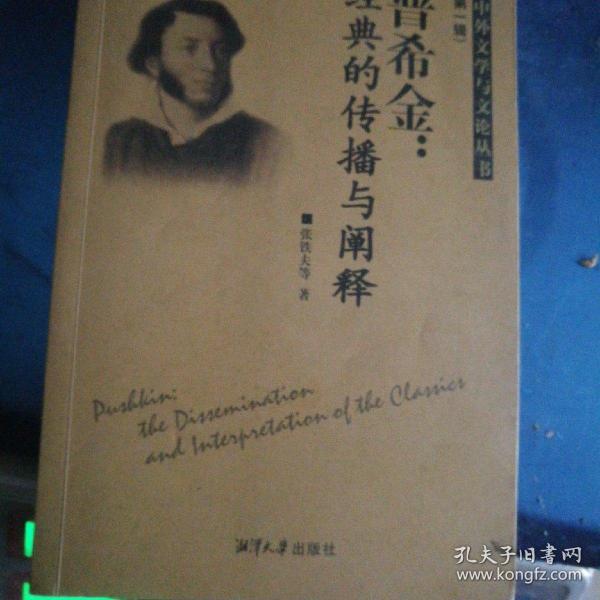 中外文学与文论丛书
第一辑）
普希金：
经典的传播与阐释
■张铁夫等 著
Pushkin:
the Dissemination
and Interpretation of the Classics
湘潭大学出版社
孔夫子旧书网
www.kongfz.com